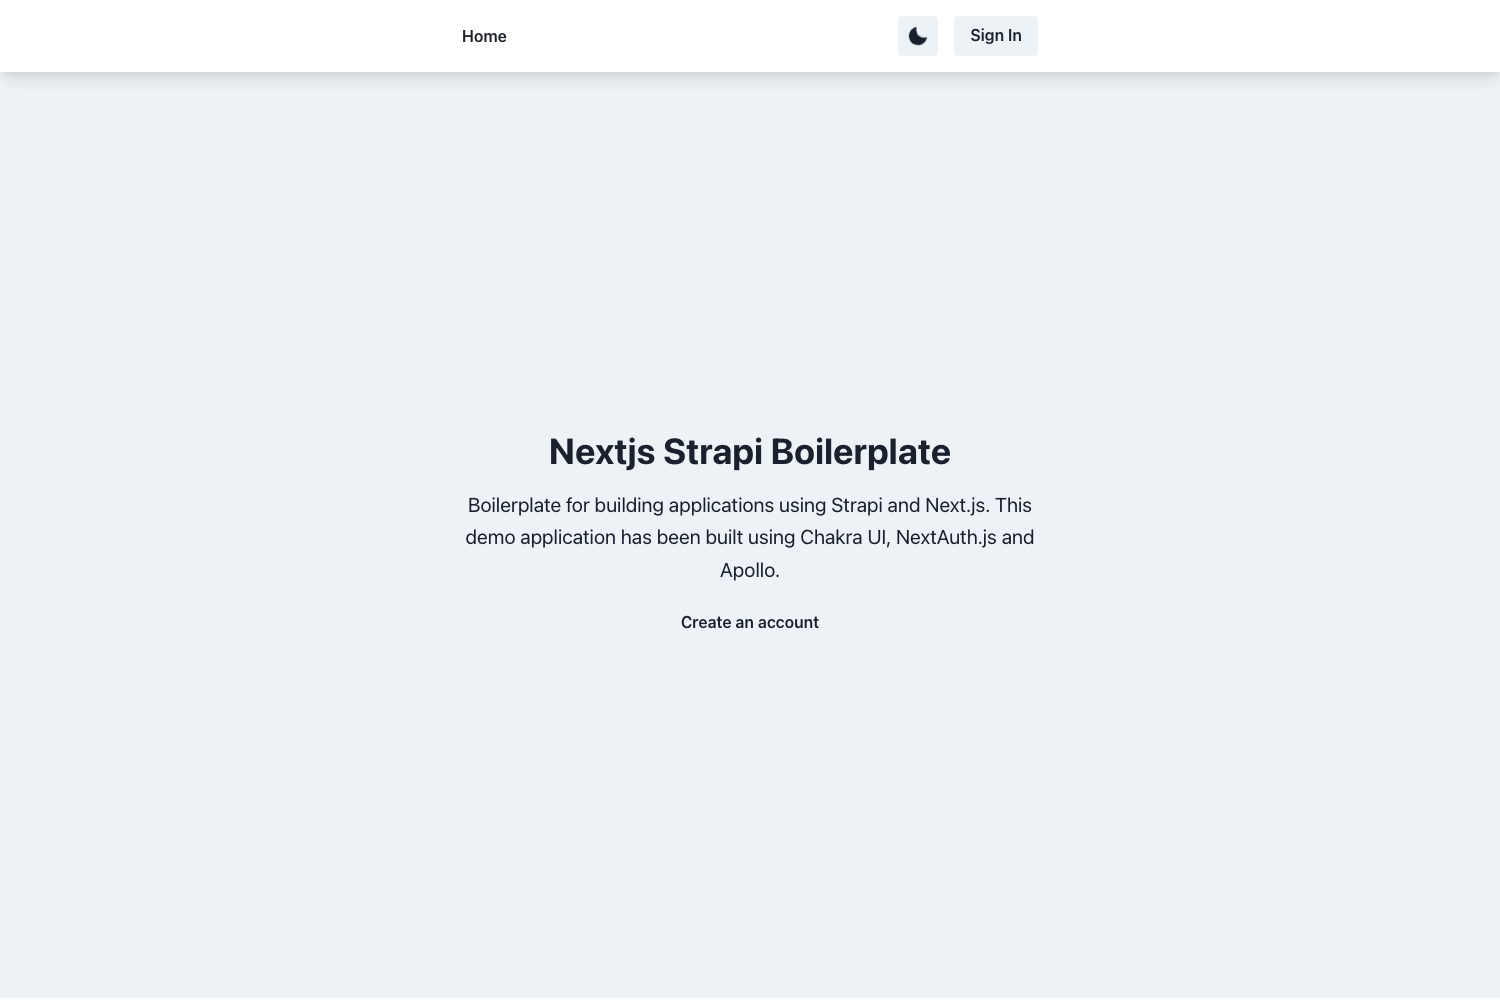 Home
Sign In
Nextjs Strapi Boilerplate
Boilerplate for building applications using Strapi and Next.js. This
demo application has been built using Chakra UI, NextAuth.js and
Apollo.
Create an account